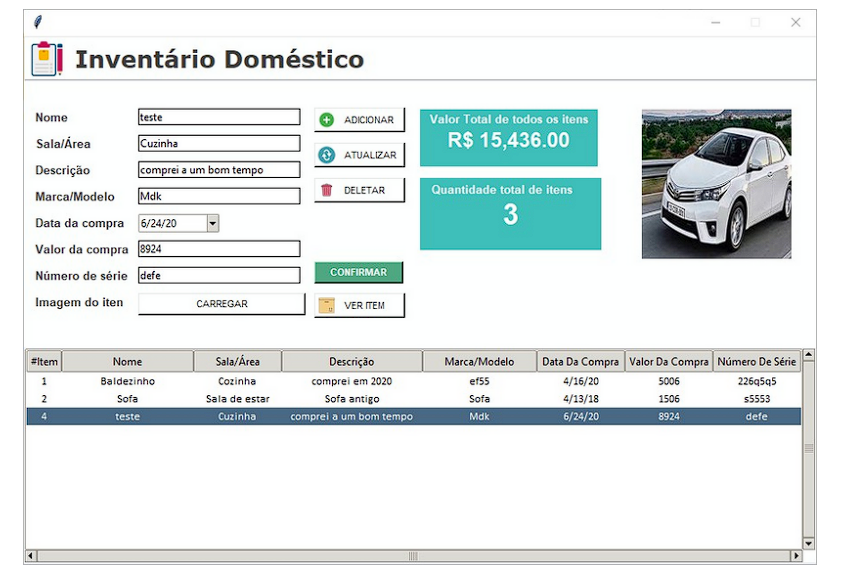 Inventário Doméstico
Nome teste ADICIONAR
Sala/Área Cuzinha ATUALIZAR
Descrição comprei a um bom tempo
Marca/Modelo Mdk DELETAR
Data da compra 6/24/20
Valor da compra 8924
Número de série defe CONFIRMAR
Imagem do iten CARREGAR VER ITEM
Valor Total de todos os itens
R$ 15,436.00
Quantidade total de itens
3
#Item Nome Sala/Área Descrição Marca/Modelo Data Da Compra Valor Da Compra Número De Série
1 Baldezinho Cozinha comprei em 2020 ef55 4/16/20 5006 226q5q5
2 Sofa Sala de estar Sofa antigo Sofa 4/13/18 1506 s5553
4 teste Cuzinha comprei a um bom tempo Mdk 6/24/20 8924 defe